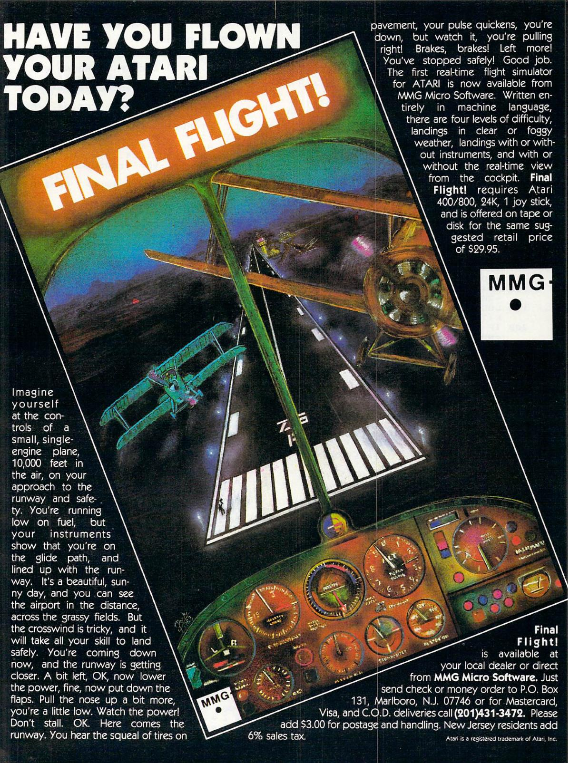 HAVE YOU FLOWN
YOUR ATARI
TODAY?
FINAL FLIGHT!
Imagine
yourself
at the con-
trols of a
small, single-
engine plane,
10,000 feet in
the air, on your
approach to the
runway and safe-
ty. You're running
low on fuel, but
your instruments
show that you're on
the glide path, and
lined up with the run-
way. It's a beautiful, sun-
ny day, and you can see
the airport in the distance,
across the grassy fields. But
the crosswind is tricky, and it
will take all your skill to land
safely. You're coming down
now, and the runway is getting
closer. A bit left, OK, now lower
the power, fine, now put down the
flaps. Pull the nose up a bit more,
you're a little low. Watch the power!
Don't stall. OK. Here comes the
runway. You hear the squeal of tires on
pavement, your pulse quickens, you're
down, but watch it, you're pulling
right! Brakes, brakes! Left more!
You've stopped safely! Good job.
The first real-time flight simulator
for ATARI is now available from
MMG Micro Software. Written en-
tirely in machine language,
there are four levels of difficulty,
landings in clear or foggy
weather, landings with or with-
out instruments, and with or
without the real-time view
from the cockpit. Final
Flight! requires Atari
400/800, 24K, 1 joy stick,
and is offered on tape or
disk for the same sug-
gested retail price
of $29.95.
MMG
MMG
Final
Flight!
is available at
your local dealer or direct
from MMG Micro Software. Just
send check or money order to P.O. Box
131, Marlboro, N.J. 07746 or for Mastercard,
Visa, and C.O.D. deliveries call (201)431-3472. Please
add $3.00 for postage and handling. New Jersey residents add
6% sales tax.
Atari is a registered trademark of Atari, Inc.